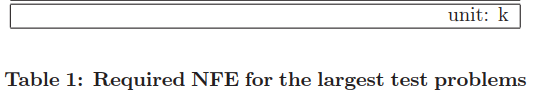 unit: k
Table 1: Required NFE for the largest test problems